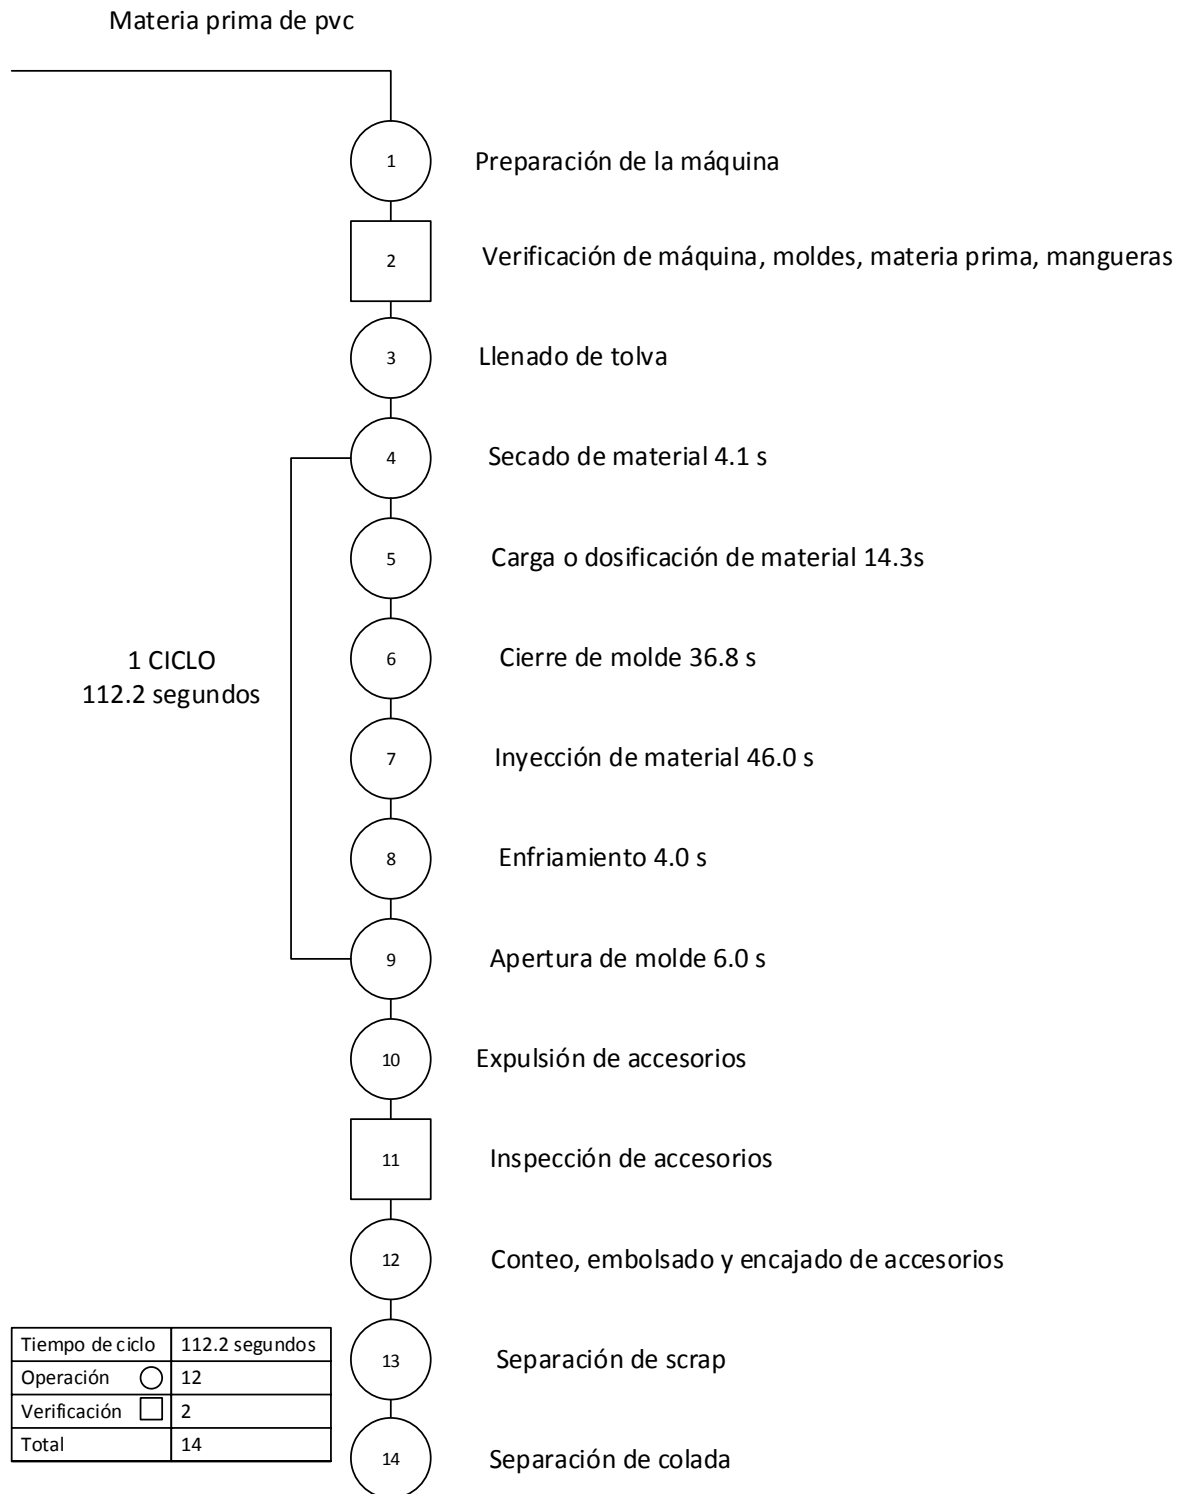 Materia prima de pvc
1
Preparación de la máquina
2
Verificación de máquina, moldes, materia prima, mangueras
3
Llenado de tolva
4
Secado de material 4.1 s
5
Carga o dosificación de material 14.3s
1 CICLO
112.2 segundos
6
Cierre de molde 36.8 s
7
Inyección de material 46.0 s
8
Enfriamiento 4.0 s
9
Apertura de molde 6.0 s
10
Expulsión de accesorios
11
Inspección de accesorios
12
Conteo, embolsado y encajado de accesorios
13
Separación de scrap
14
Separación de colada
Tiempo de ciclo 112.2 segundos
Operación 12
Verificación 2
Total 14